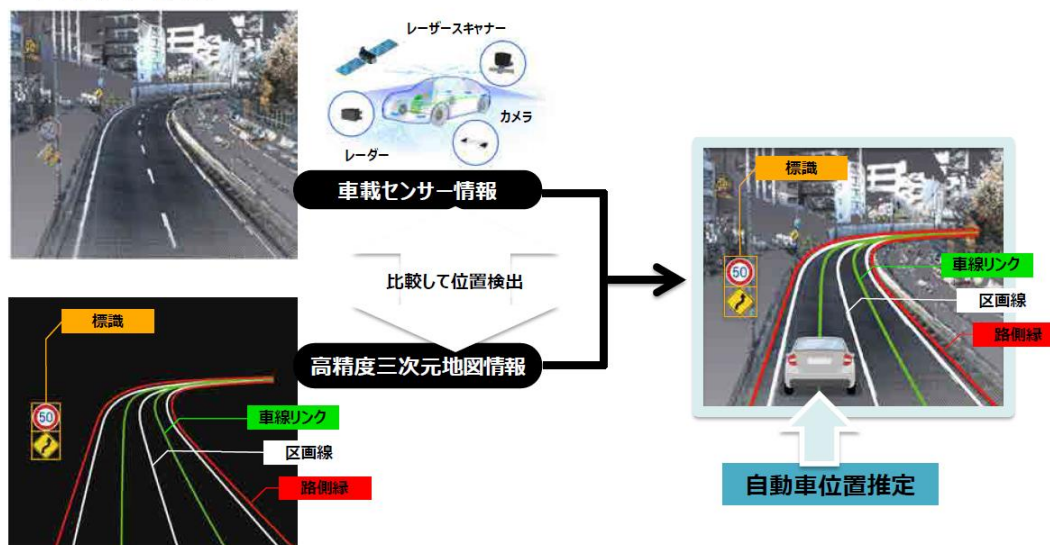 レーザースキャナー
カメラ
レーダー
車載センサー情報
比較して位置検出
高精度三次元地図情報
標識
50
車線リンク
区画線
路側縁
標識
50
車線リンク
区画線
路側縁
自動車位置推定